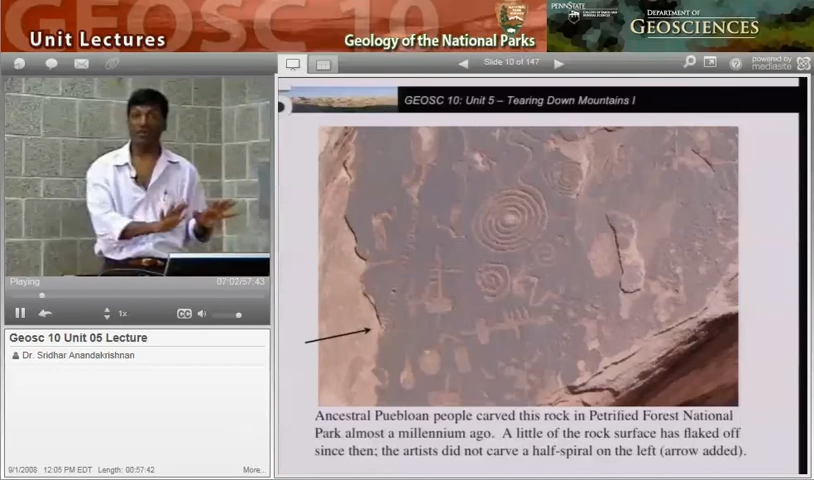 GEOSC 10
Unit Lectures
Geology of the National Parks
PENNSTATE
DEPARTMENT OF
GEOSCIENCES
Slide 10 of 147
powered by
mediasite
GEOSC 10: Unit 5 – Tearing Down Mountains I
Playing
07:02/57:43
1x
CC
Geosc 10 Unit 05 Lecture
Dr. Sridhar Anandakrishnan
9/1/2008 12:05 PM EDT Length: 00:57:42
More...
Ancestral Puebloan people carved this rock in Petrified Forest National
Park almost a millennium ago. A little of the rock surface has flaked off
since then; the artists did not carve a half-spiral on the left (arrow added).